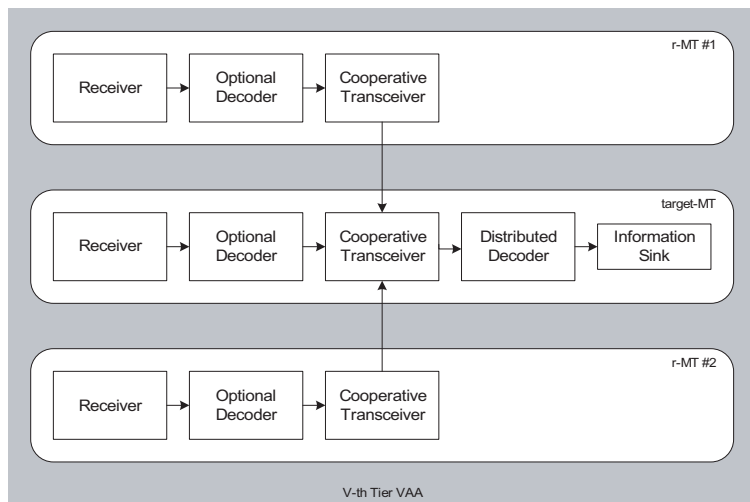 r-MT #1
Receiver
Optional
Decoder
Cooperative
Transceiver
target-MT
Receiver
Optional
Decoder
Cooperative
Transceiver
Distributed
Decoder
Information
Sink
r-MT #2
Receiver
Optional
Decoder
Cooperative
Transceiver
V-th Tier VAA